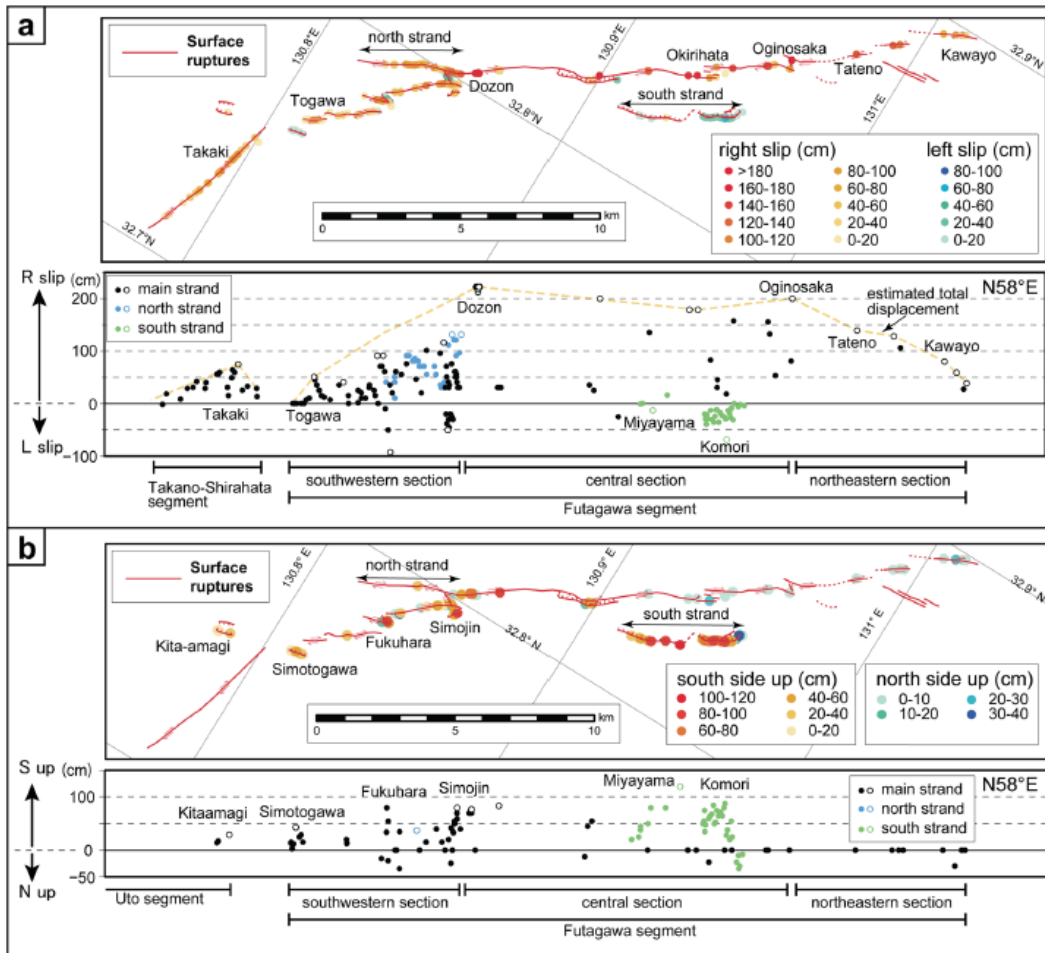 a
Surface
ruptures
north strand
130.8°E
130.9°E
Okirihata
Oginosaka
Kawayo
32.9°N
Dozon
Tateno
Togawa
32.8°N
south strand
131°E
Takaki
32.7°N
right slip (cm)
left slip (cm)
>180
80-100
80-100
160-180
60-80
60-80
140-160
40-60
40-60
120-140
20-40
20-40
100-120
0-20
0-20
0
5
10
km
R slip (cm)
main strand
north strand
south strand
N58°E
Oginosaka
estimated total
displacement
200
Dozon
Tateno
100
Kawayo
Takaki
Togawa
0
Miyayama
L slip
Komori
−100
Takano-Shirahata
segment
southwestern section
central section
northeastern section
Futagawa segment
b
Surface
ruptures
north strand
130.8° E
130.9° E
32.9° N
south strand
Kita-amagi
Fukuhara
Simojin
32.8° N
131° E
Simotogawa
south side up (cm)
north side up (cm)
100-120
40-60
0-10
20-30
80-100
20-40
10-20
30-40
60-80
0-20
0
5
10
km
S up (cm)
Miyayama
Komori
N58°E
100
Fukuhara
Simojin
main strand
north strand
south strand
Kitaamagi
Simotogawa
0
N up
−50
Uto segment
southwestern section
central section
northeastern section
Futagawa segment